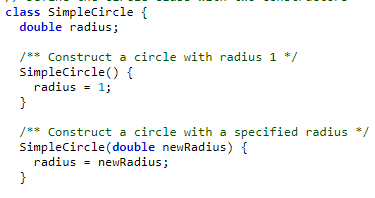 class SimpleCircle {
  double radius;
  /** Construct a circle with radius 1 */
  SimpleCircle() {
    radius = 1;
  }
  /** Construct a circle with a specified radius */
  SimpleCircle(double newRadius) {
    radius = newRadius;
  }